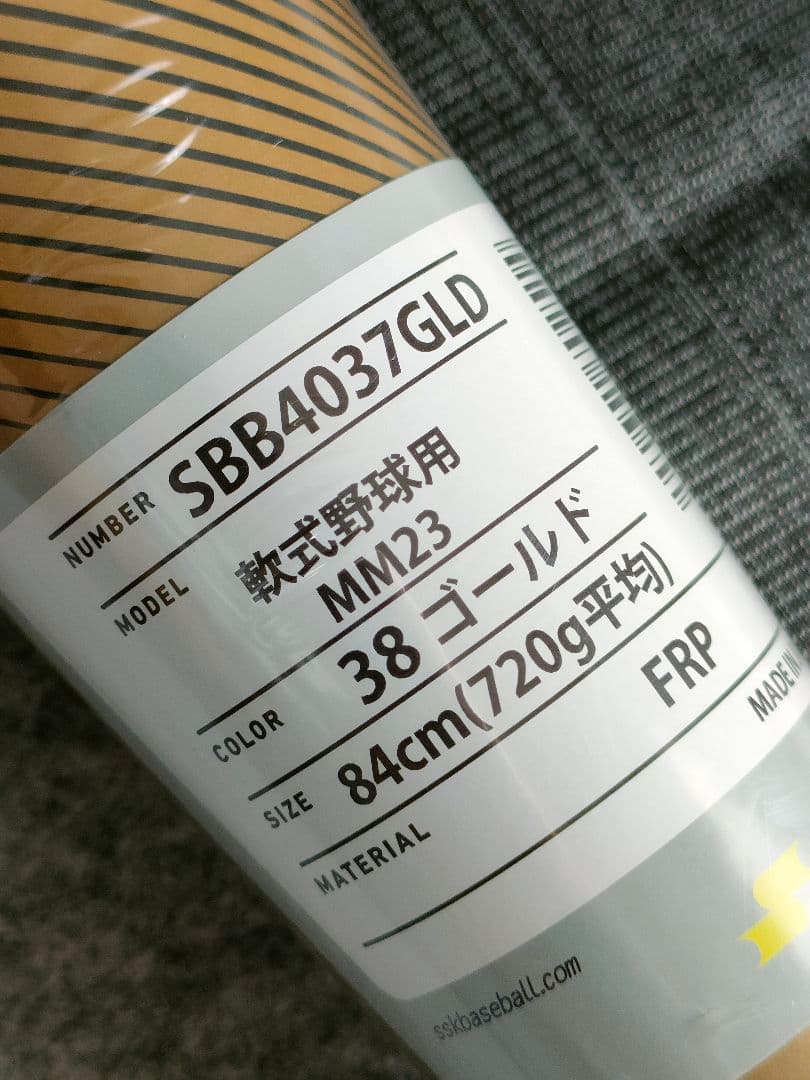 NUMBER SBB4037GLD
MODEL 軟式野球用
MM23
COLOR 38 ゴールド
SIZE 84cm(720g平均)
MATERIAL FRP
MADE IN
sskbaseball.com